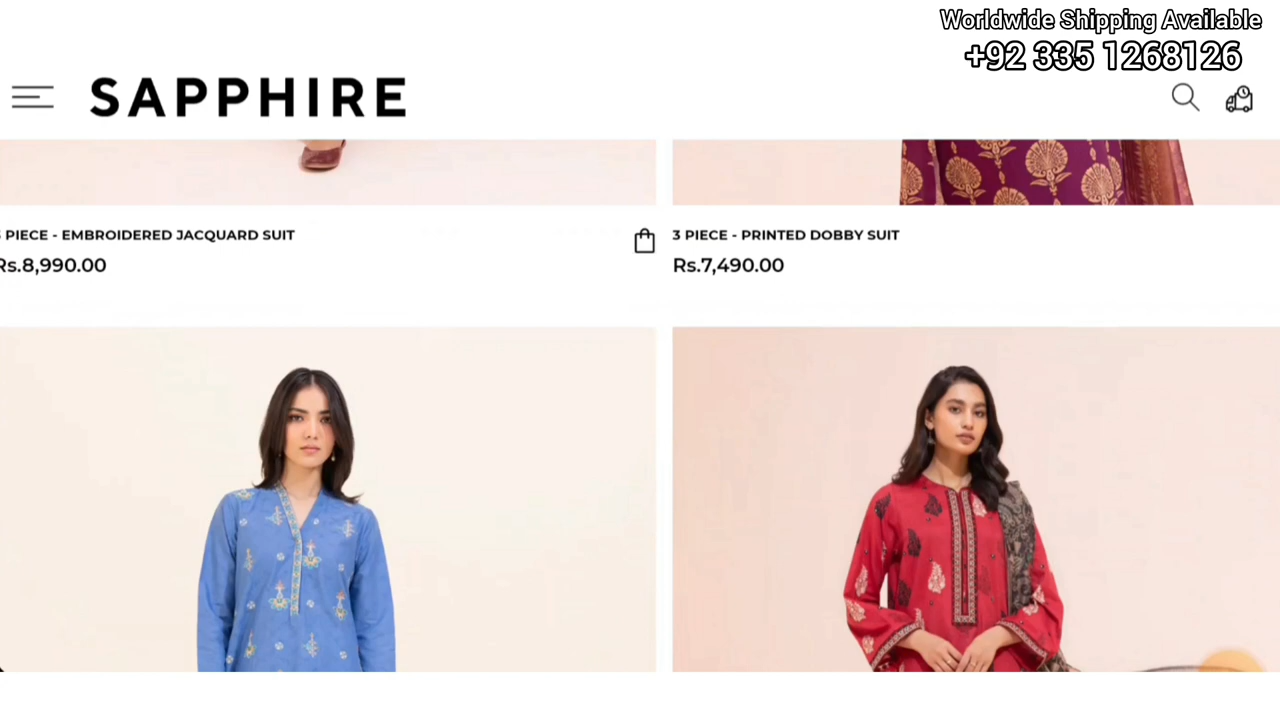 Worldwide Shipping Available
+92 335 1268126
SAPPHIRE
PIECE - EMBROIDERED JACQUARD SUIT
Rs.8,990.00
3 PIECE - PRINTED DOBBY SUIT
Rs.7,490.00